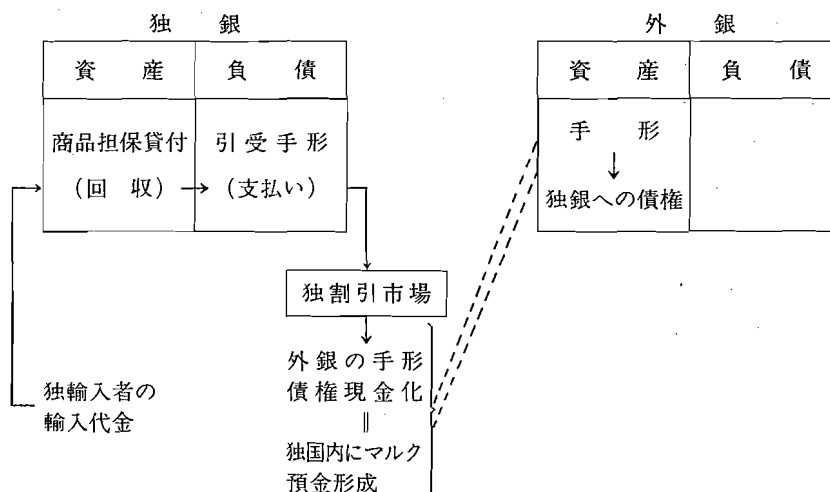 独銀
資産
負債
商品担保貸付
(回収)
引受手形
(支払い)
外銀
資産
負債
手形
独銀への債権
独割引市場
外銀の手形
債権現金化
‖
独国内にマルク
預金形成
独輸入者の
輸入代金